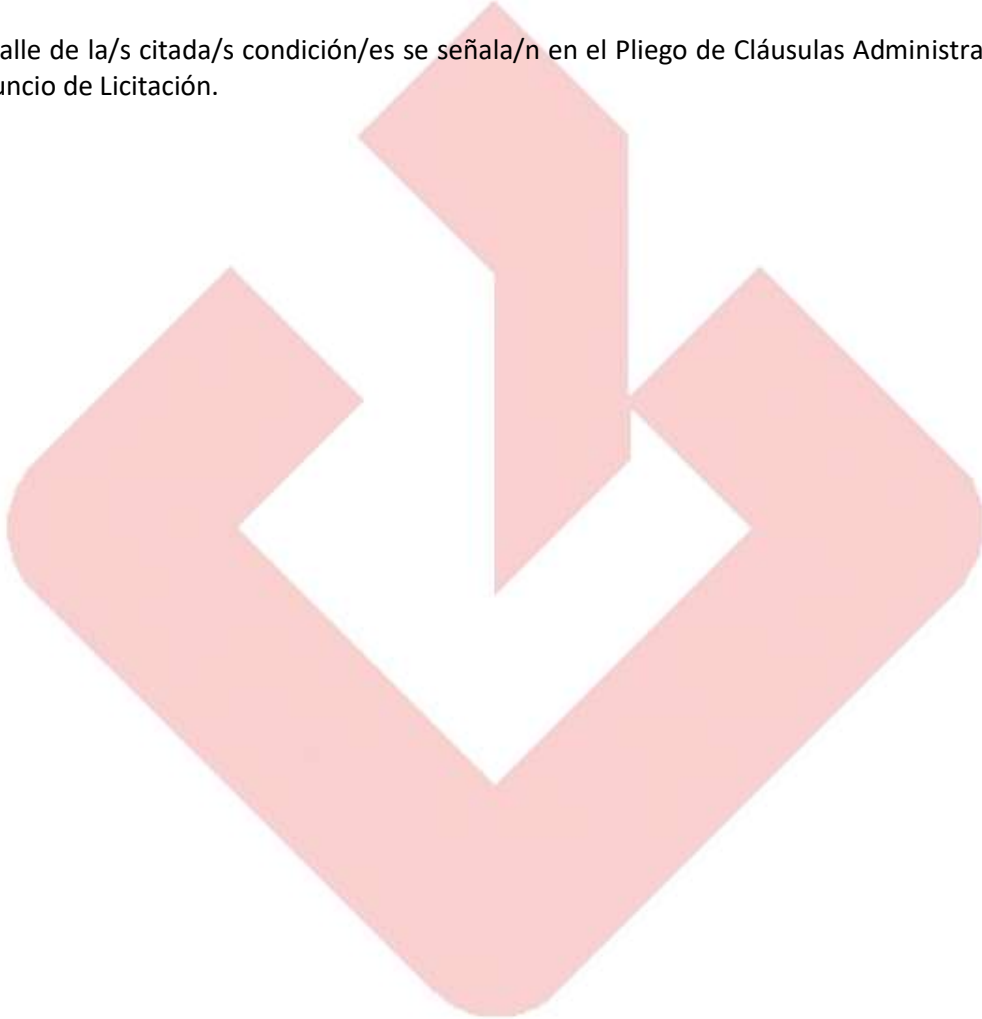 alle de la/s citada/s condición/es se señala/n en el Pliego de Cláusulas Administra
uncio de Licitación.